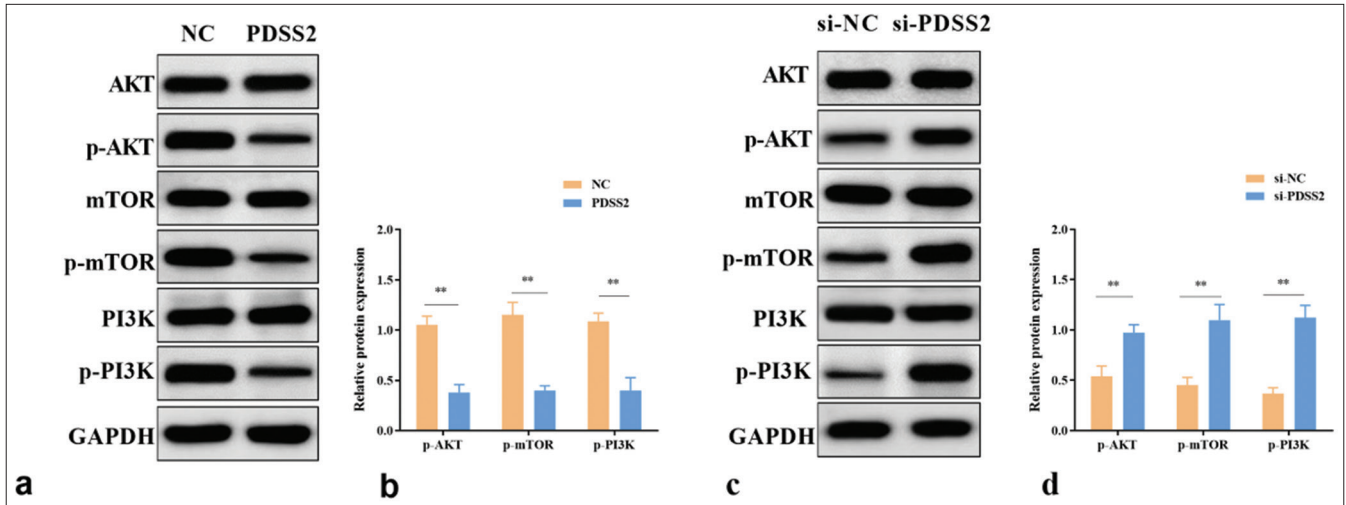 NC PDSS2
AKT
p-AKT
mTOR
p-mTOR
PI3K
p-PI3K
GAPDH
a
NC
PDSS2
Relative protein expression
2.0
1.5
1.0
0.5
0.0
**
**
**
p-AKT p-mTOR p-PI3K
b
si-NC si-PDSS2
AKT
p-AKT
mTOR
p-mTOR
PI3K
p-PI3K
GAPDH
c
si-NC
si-PDSS2
Relative protein expression
2.0
1.5
1.0
0.5
0.0
**
**
**
p-AKT p-mTOR p-PI3K
d